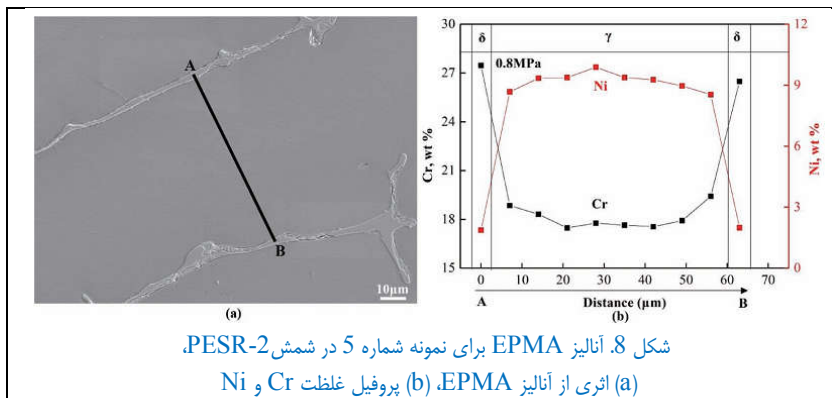 A
B
10µm
(a)
30
27
24
21
18
15
Cr, wt %
δ
γ
δ
0.8MPa
Ni
Cr
12
9
6
3
0
Ni, wt %
0 10 20 30 40 50 60 70
A Distance (µm) B
(b)
شکل 8. آنالیز EPMA برای نمونه شماره 5 در شمش PESR-2،
(a) اثری از آنالیز EPMA، (b) پروفیل غلظت Cr و Ni